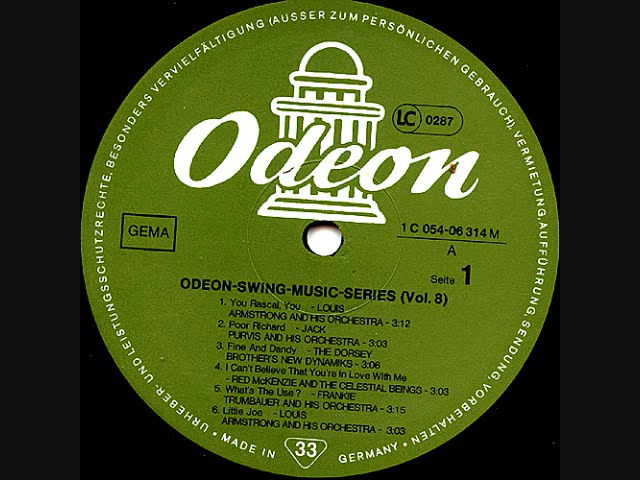 URHEBER- UND LEISTUNGSSCHUTZRECHTE, BESONDERS VERVIELFÄLTIGUNG (AUSSER ZUM PERSÖNLICHEN GEBRAUCH), VERMIETUNG, AUFFÜHRUNG, SENDUNG, VORBEHALTEN
LC 0287
Odeon
GEMA
1 C 054-06 314 M
A
Seite 1
ODEON-SWING-MUSIC-SERIES (Vol. 8)
1. You Rascal, You - LOUIS
ARMSTRONG AND HIS ORCHESTRA - 3:12
2. Poor Richard - JACK
PURVIS AND HIS ORCHESTRA - 3:03
3. Fine And Dandy - THE DORSEY
BROTHER'S NEW DYNAMIKS - 3:06
4. I Can't Believe That You're In Love With Me
- RED McKENZIE AND THE CELESTIAL BEINGS - 3:03
5. What's The Use? - FRANKIE
TRUMBAUER AND HIS ORCHESTRA - 3:15
6. Little Joe - LOUIS
ARMSTRONG AND HIS ORCHESTRA - 3:03
• MADE IN 33 GERMANY •